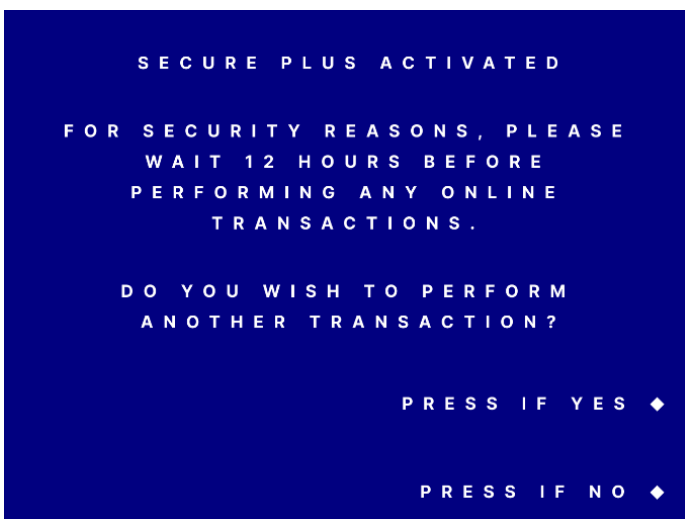 SECURE PLUS ACTIVATED
FOR SECURITY REASONS, PLEASE
WAIT 12 HOURS BEFORE
PERFORMING ANY ONLINE
TRANSACTIONS.
DO YOU WISH TO PERFORM
ANOTHER TRANSACTION?
PRESS IF YES ◆
PRESS IF NO ◆